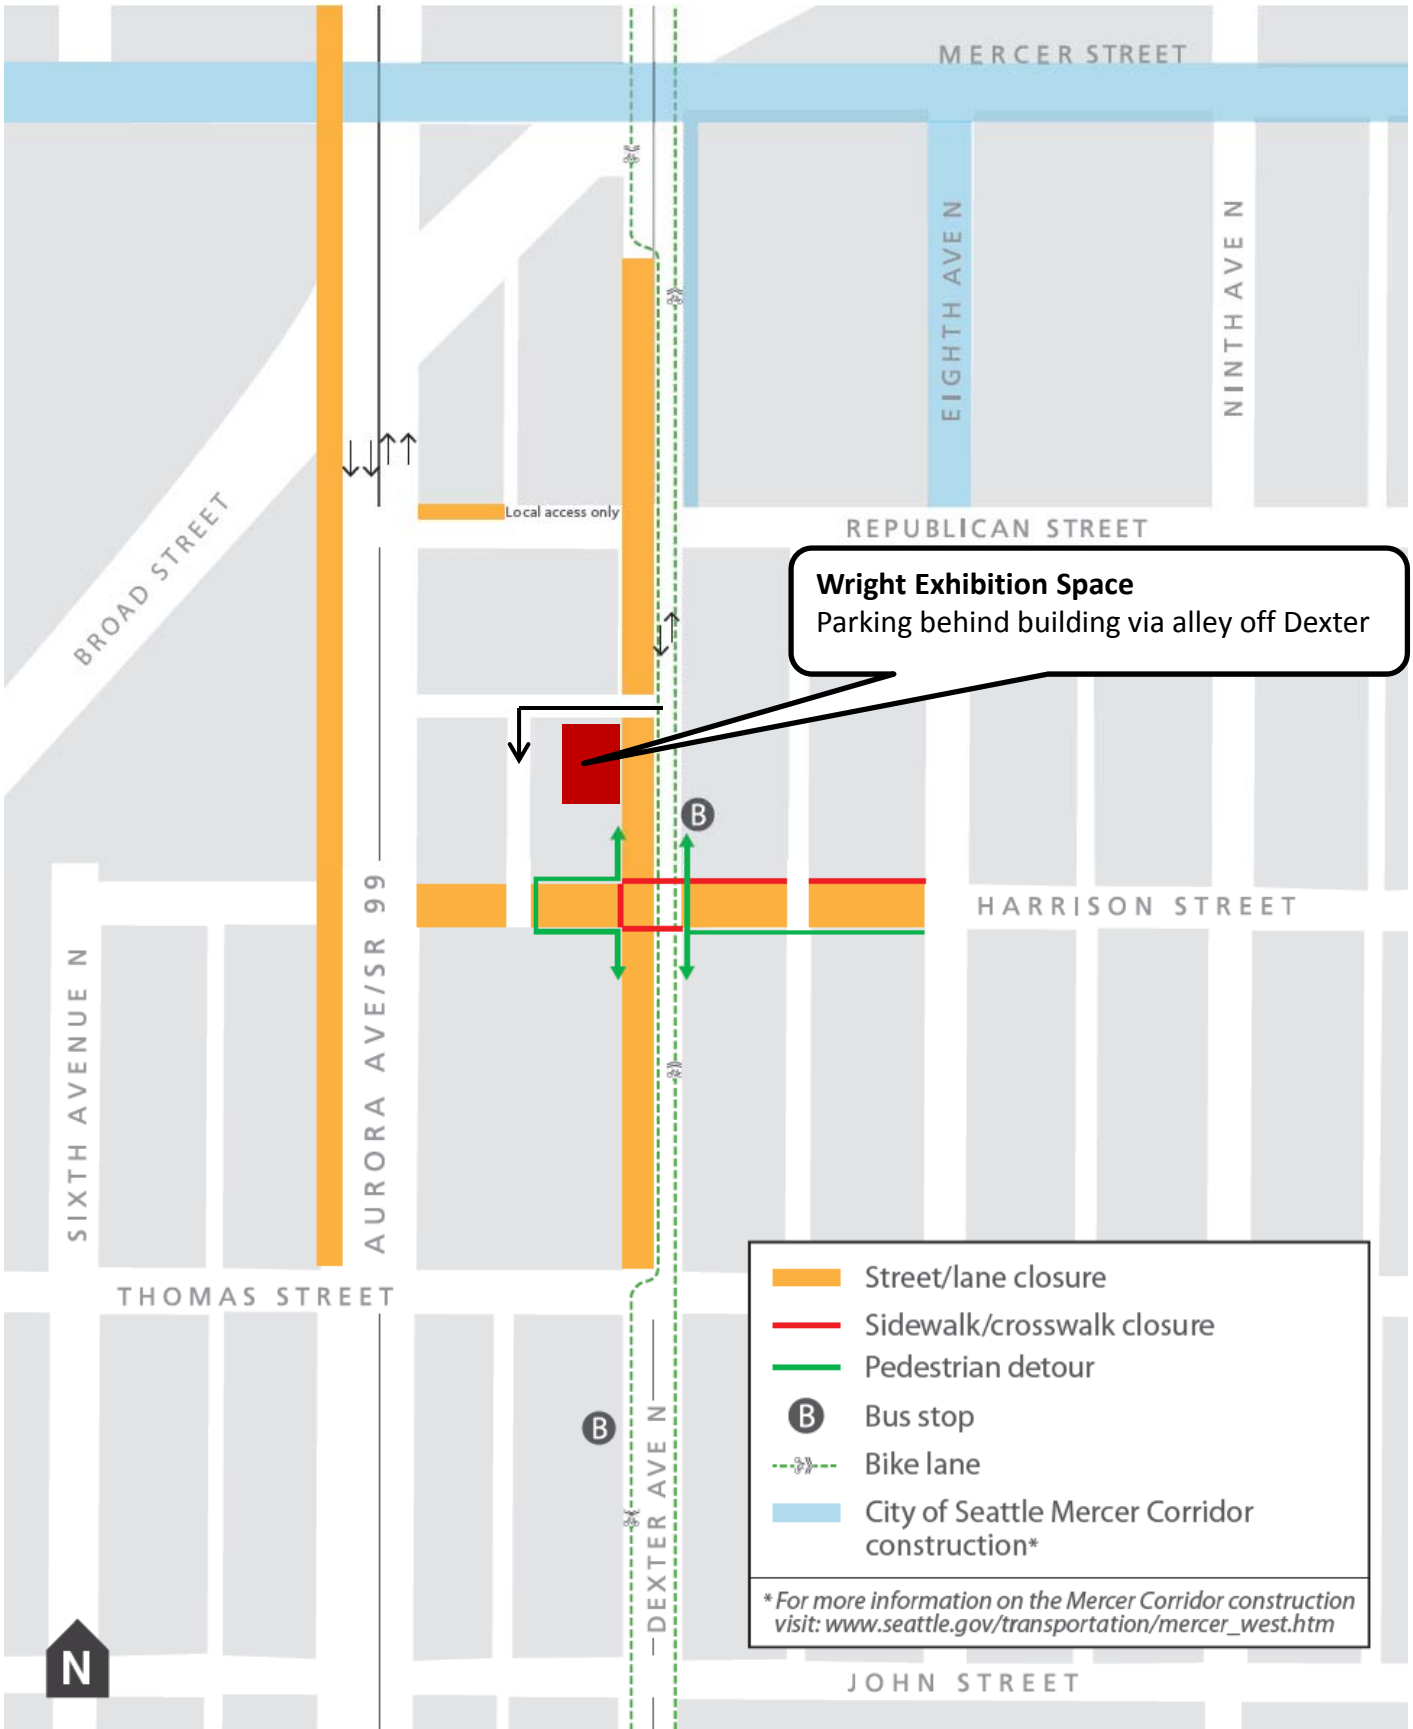 MERCER STREET
EIGHTH AVE N
NINTH AVE N
Local access only
REPUBLICAN STREET
BROAD STREET
Wright Exhibition Space
Parking behind building via alley off Dexter
B
HARRISON STREET
AURORA AVE/SR 99
SIXTH AVENUE N
THOMAS STREET
Street/lane closure
Sidewalk/crosswalk closure
Pedestrian detour
B
Bus stop
Bike lane
City of Seattle Mercer Corridor
construction*
*For more information on the Mercer Corridor construction
visit: www.seattle.gov/transportation/mercer_west.htm
B
DEXTER AVE N
N
JOHN STREET